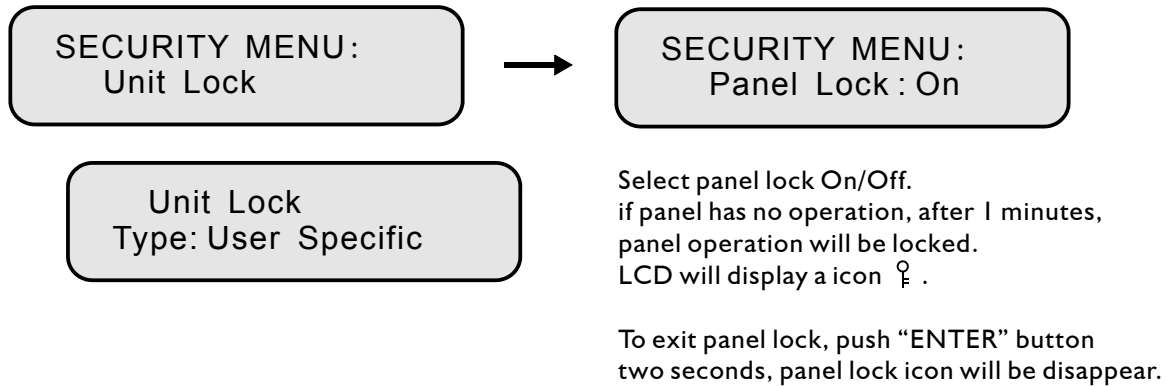 SECURITY MENU:
Unit Lock
Unit Lock
Type: User Specific
SECURITY MENU:
Panel Lock : On
Select panel lock On/Off.
if panel has no operation, after 1 minutes,
panel operation will be locked.
LCD will display a icon .
To exit panel lock, push “ENTER” button
two seconds, panel lock icon will be disappear.